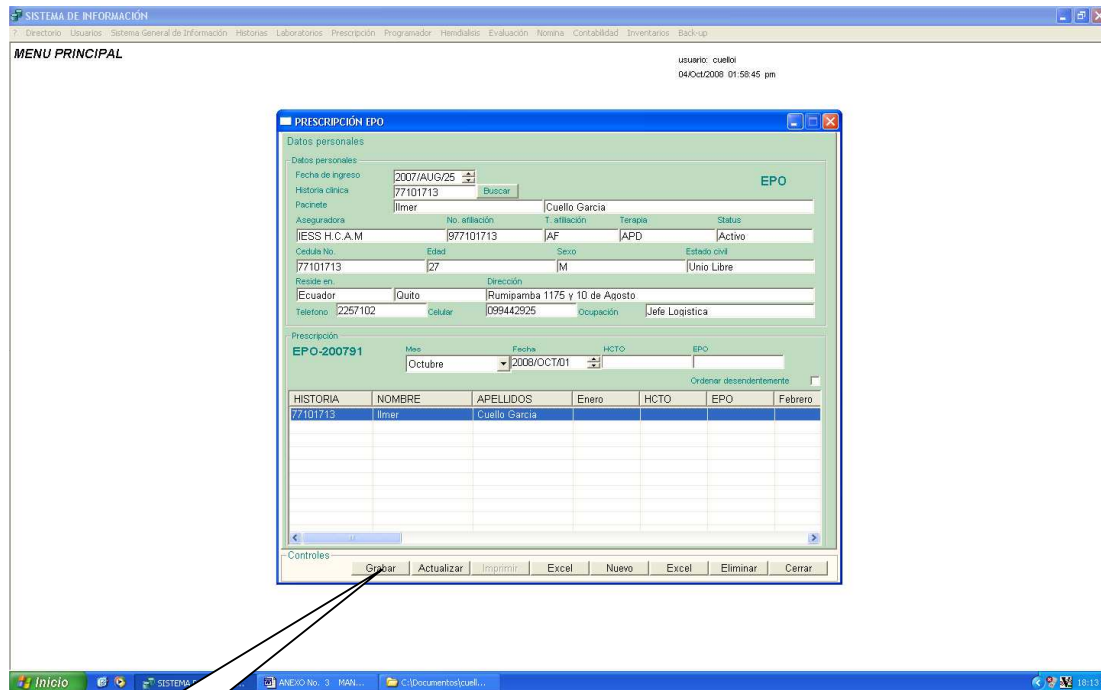 SISTEMA DE INFORMACIÓN
? Directorio Usuarios Sistema General de Información Historias Laboratorios Prescripción Programador Hemdialisis Evaluación Nomina Contabilidad Inventarios Back-up
MENU PRINCIPAL
usuario: cuelloi
04/Oct/2008 01:58:45 pm
PRESCRIPCIÓN EPO
Datos personales
Datos personales
Fecha de ingreso 2007/AUG/25
EPO
Historia clinica 77101713 Buscar
Pacinete Ilmer Cuello Garcia
Aseguradora No. afiliación T. afiliación Terapia Status
IESS H.C.A.M 977101713 AF APD Activo
Cedula No. Edad Sexo Estado civil
77101713 27 M Unio Libre
Reside en. Dirección
Ecuador Quito Rumipamba 1175 y 10 de Agosto
Telefono 2257102 Celular 099442925 Ocupación Jefe Logistica
Prescripción
EPO-200791 Mes Fecha HCTO EPO
Octubre 2008/OCT/01
Ordenar desendentemente
HISTORIA NOMBRE APELLIDOS Enero HCTO EPO Febrero
77101713 Ilmer Cuello Garcia
Controles
Grabar Actualizar Imprimir Excel Nuevo Excel Eliminar Cerrar
Inicio SISTEMA ANEXO No. 3 MAN... C:\Documentos\cuell... 18:13